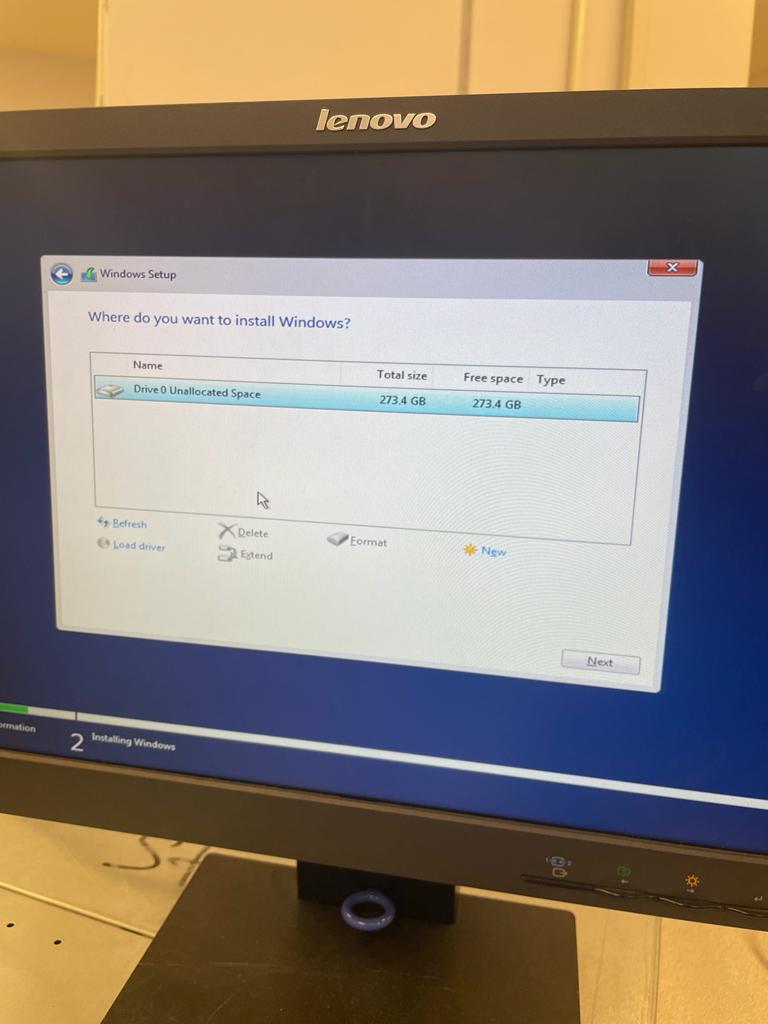 lenovo
Windows Setup
Where do you want to install Windows?
Name Total size Free space Type
Drive 0 Unallocated Space 273.4 GB 273.4 GB
Refresh Delete Format New
Load driver Extend
Next
ormation 2 Installing Windows